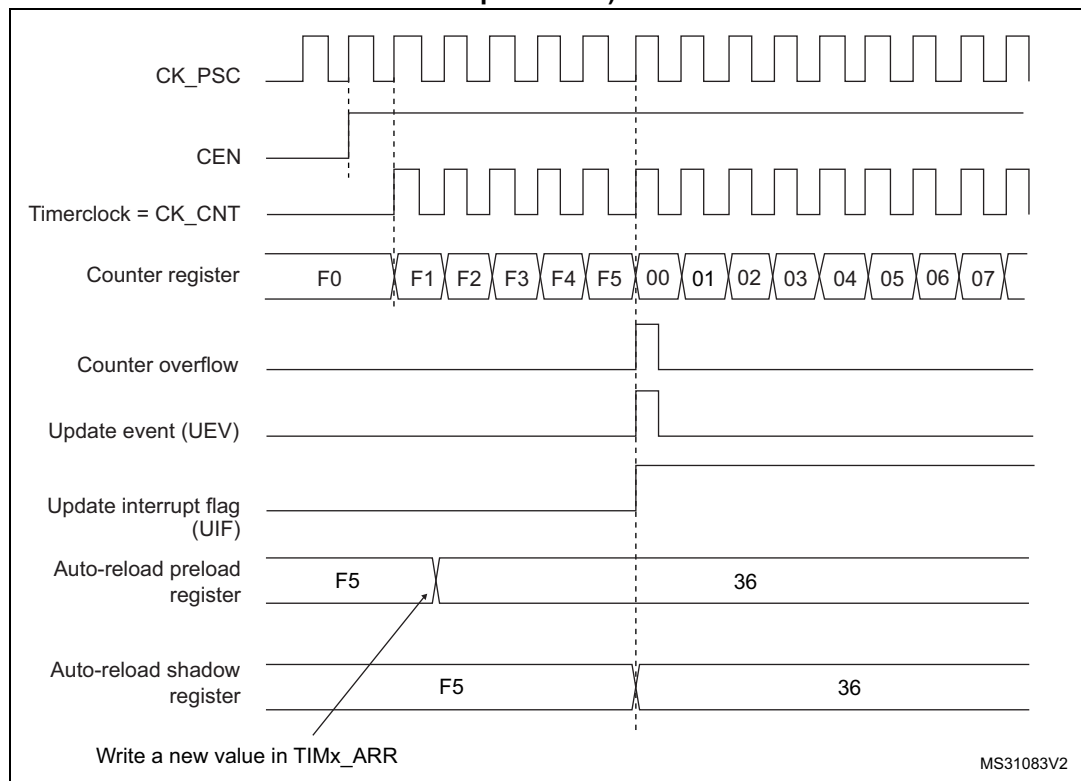 CK_PSC
CEN
Timerclock = CK_CNT
Counter register
F0 F1 F2 F3 F4 F5 00 01 02 03 04 05 06 07
Counter overflow
Update event (UEV)
Update interrupt flag
(UIF)
Auto-reload preload
register
F5 36
Auto-reload shadow
register
F5 36
Write a new value in TIMx_ARR
MS31083V2